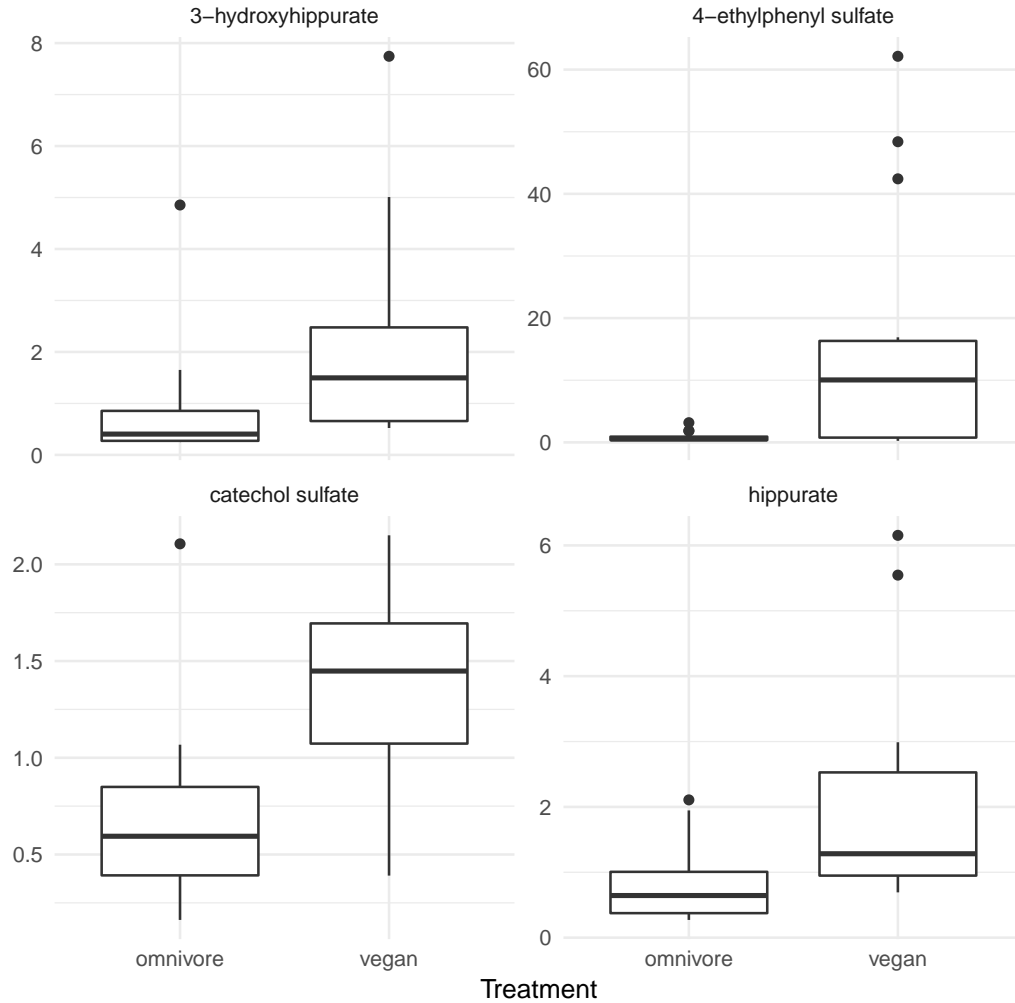 3−hydroxyhippurate
4−ethylphenyl sulfate
8
6
4
2
0
60
40
20
0
catechol sulfate
hippurate
2.0
1.5
1.0
0.5
6
4
2
0
omnivore
vegan
omnivore
vegan
Treatment